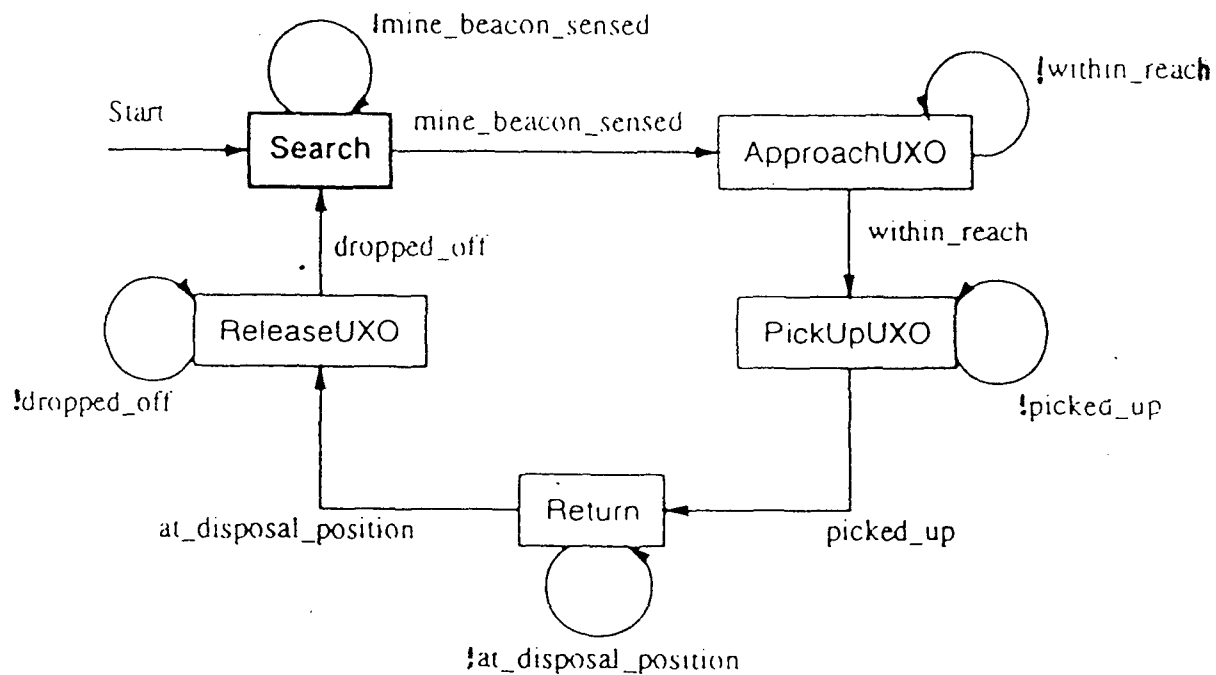 !mine_beacon_sensed
!within_reach
Start
mine_beacon_sensed
Search
ApproachUXO
within_reach
dropped_off
ReleaseUXO
PickUpUXO
!dropped_off
!picked_up
Return
at_disposal_position
picked_up
!at_disposal_position